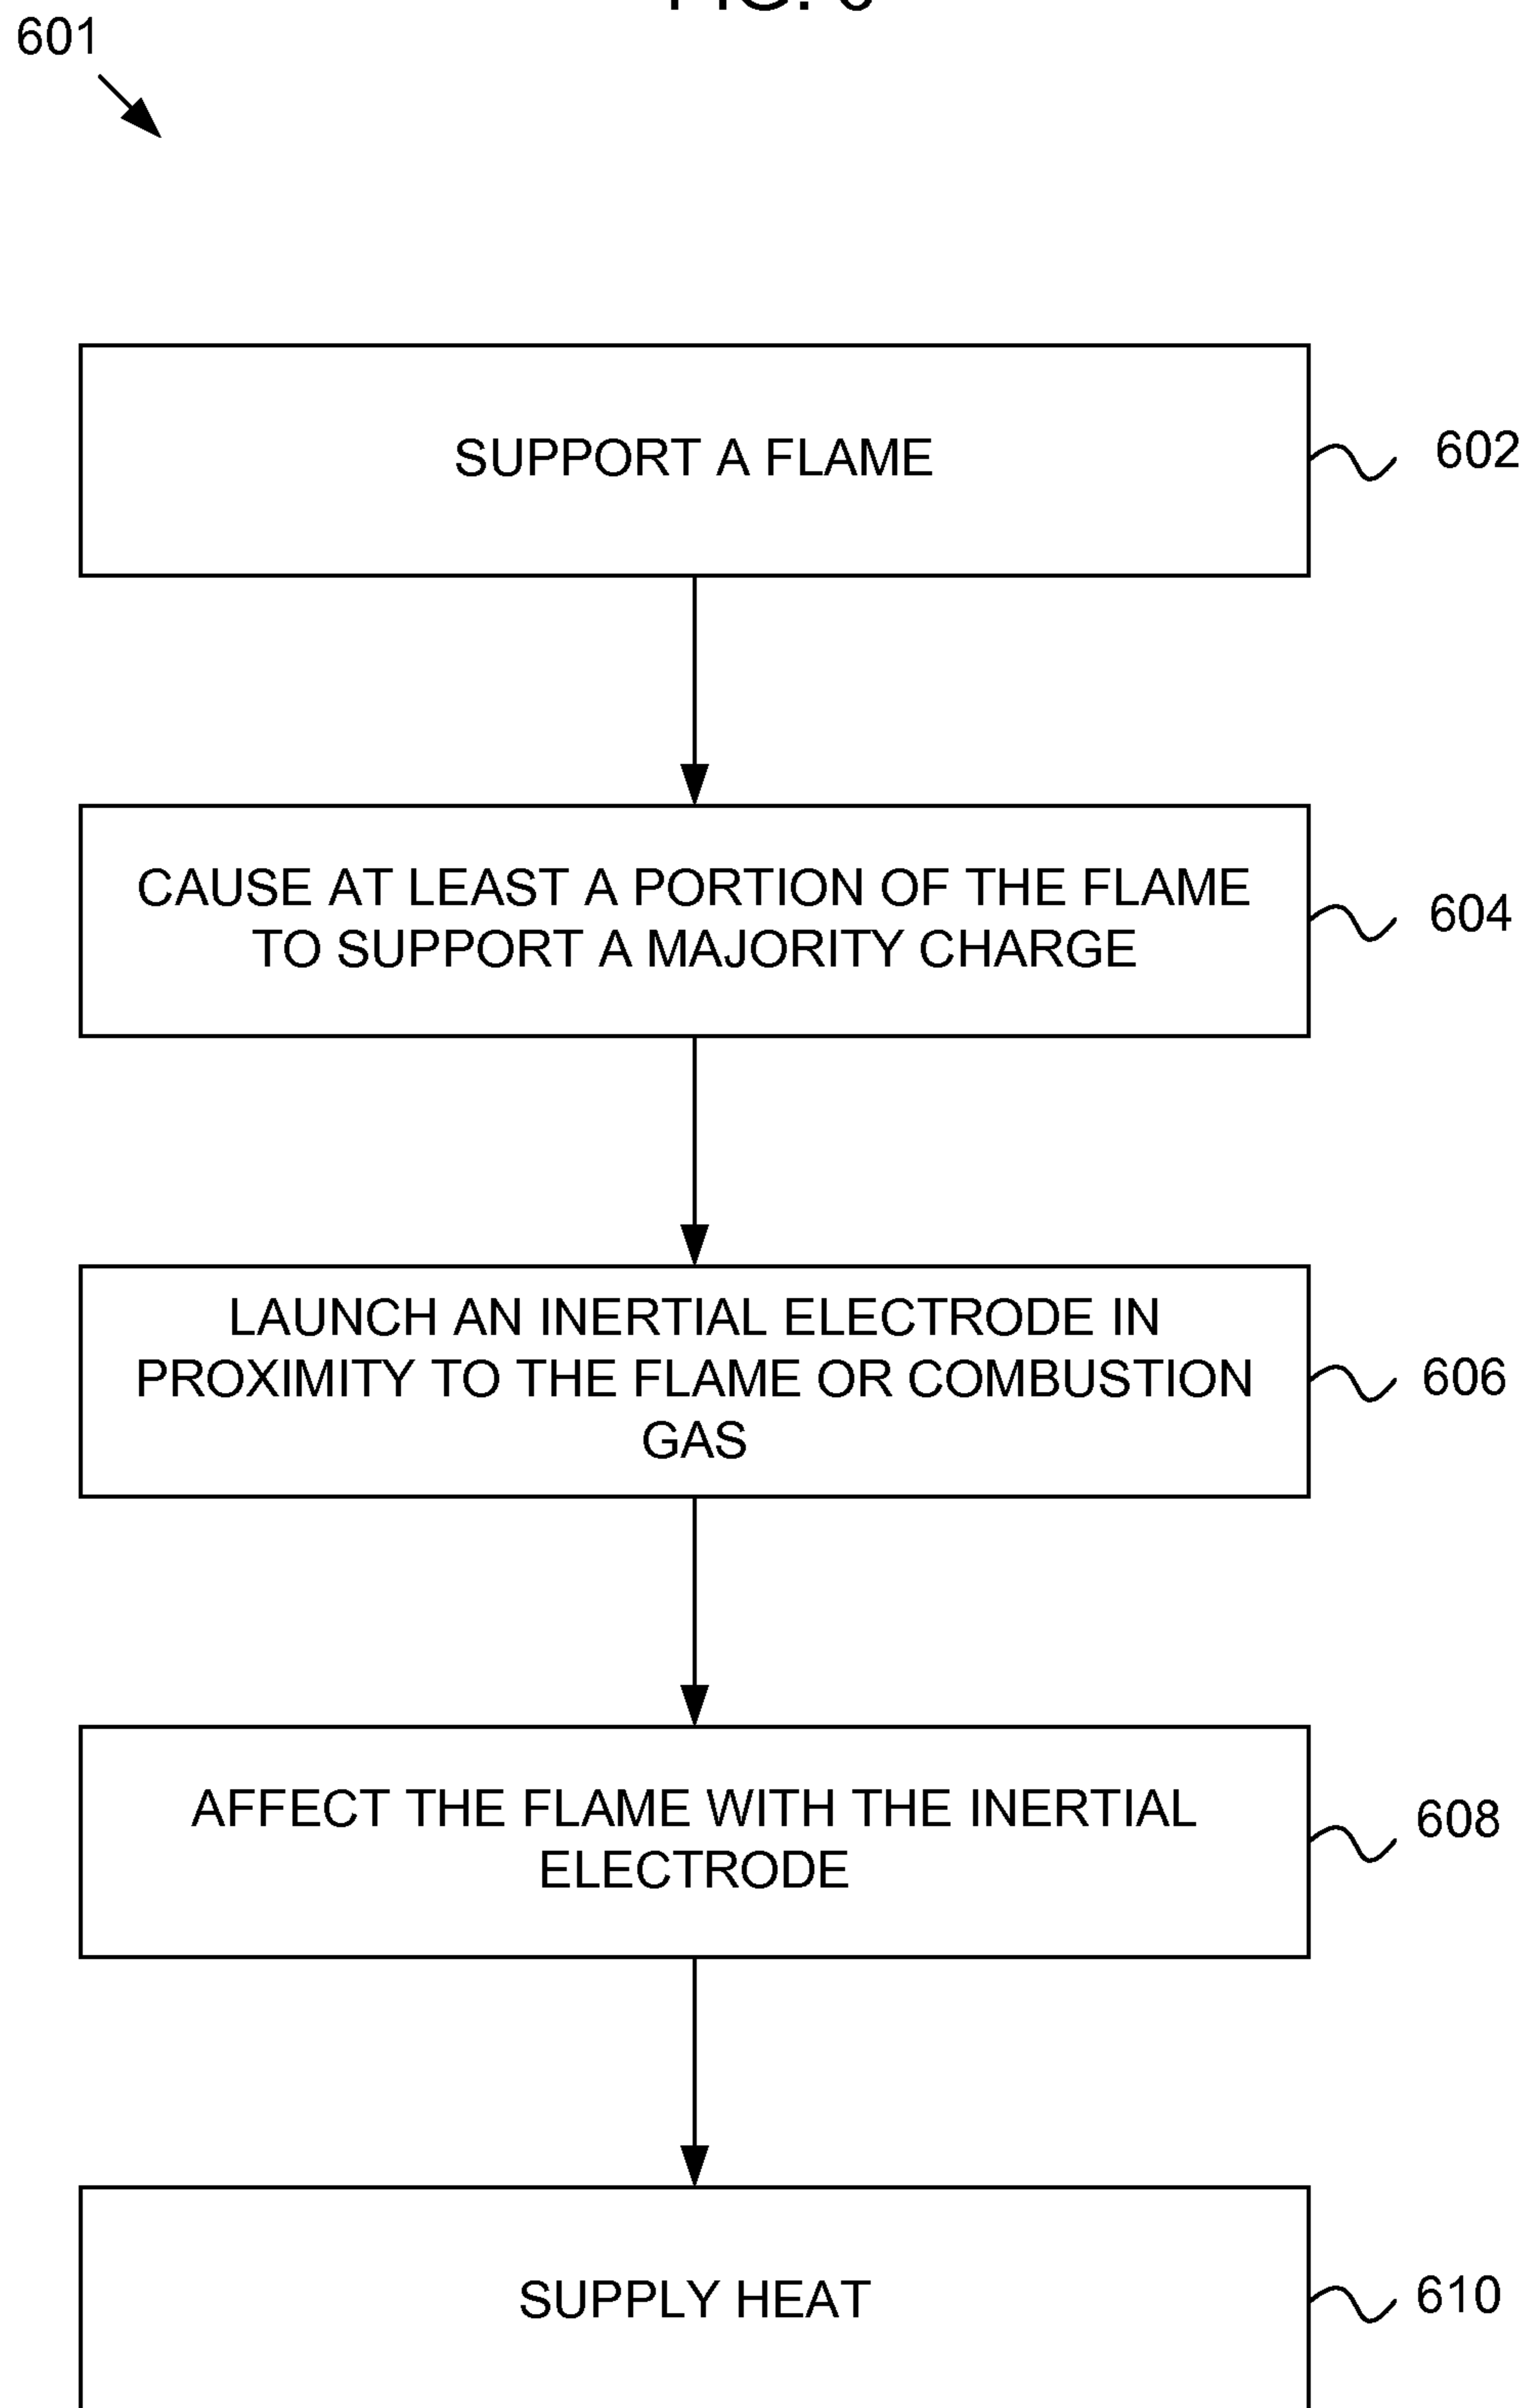 601
SUPPORT A FLAME
602
CAUSE AT LEAST A PORTION OF THE FLAME
TO SUPPORT A MAJORITY CHARGE
604
LAUNCH AN INERTIAL ELECTRODE IN
PROXIMITY TO THE FLAME OR COMBUSTION
GAS
606
AFFECT THE FLAME WITH THE INERTIAL
ELECTRODE
608
SUPPLY HEAT
610